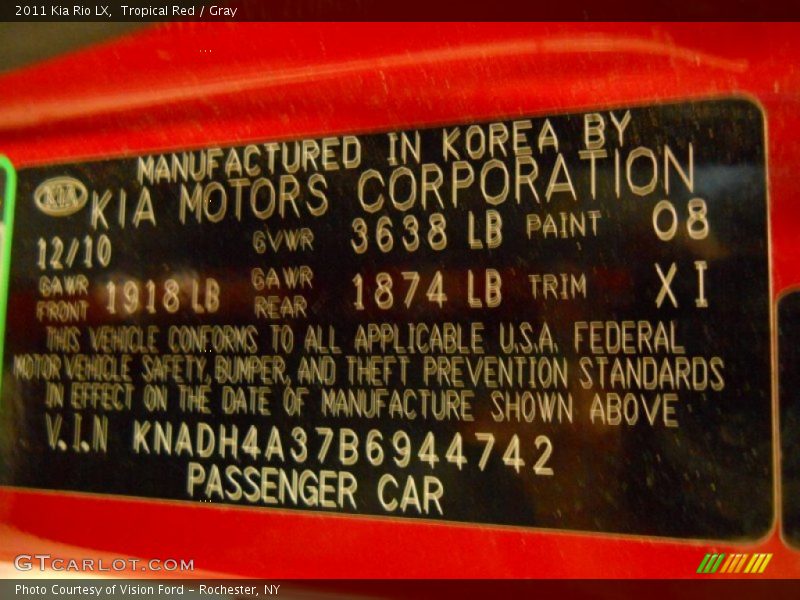 2011 Kia Rio LX, Tropical Red / Gray
MANUFACTURED IN KOREA BY
KIA KIA MOTORS CORPORATION
12/10 GVWR 3638 LB PAINT 08
GAWR FRONT 1918 LB GAWR REAR 1874 LB TRIM XI
THIS VEHICLE CONFORMS TO ALL APPLICABLE U.S.A. FEDERAL
MOTOR VEHICLE SAFETY, BUMPER, AND THEFT PREVENTION STANDARDS
IN EFFECT ON THE DATE OF MANUFACTURE SHOWN ABOVE
V.I.N KNADH4A37B6944742
PASSENGER CAR
GTCARLOT.COM
Photo Courtesy of Vision Ford - Rochester, NY